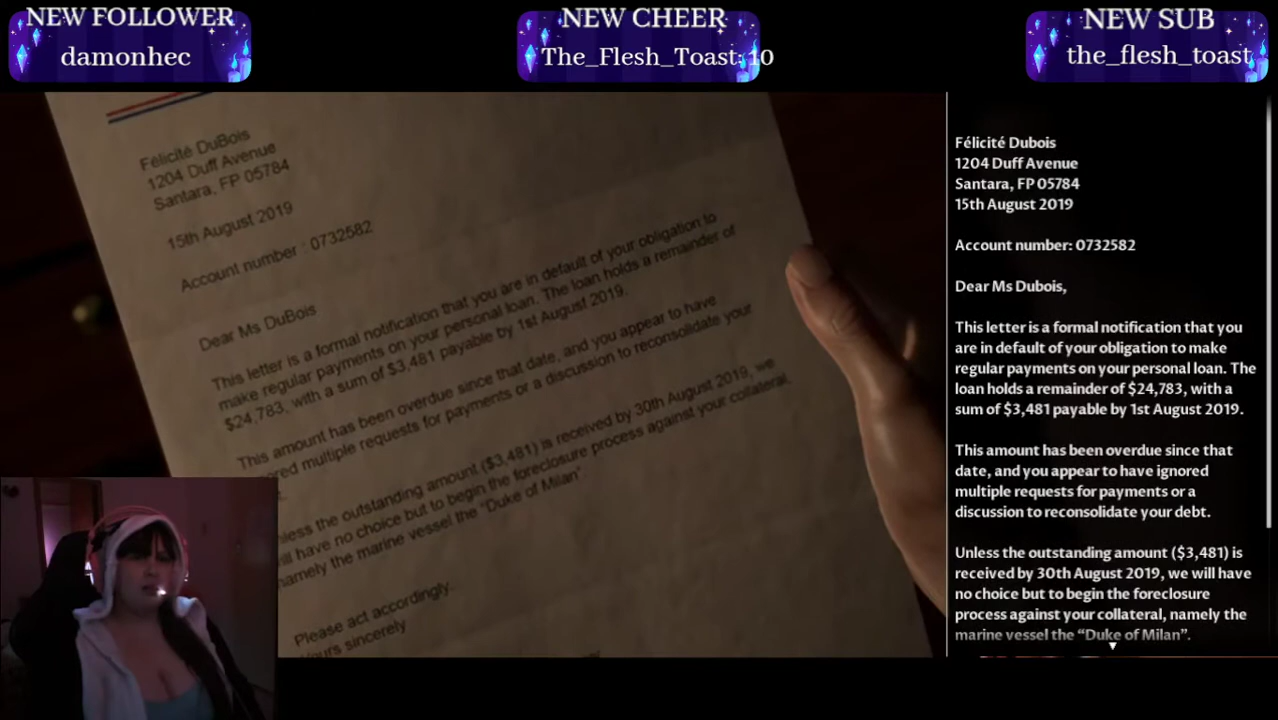 NEW FOLLOWER
damonhec
NEW CHEER
The_Flesh_Toast: 10
NEW SUB
the_flesh_toast
Félicité DuBois
1204 Duff Avenue
Santara, FP 05784
15th August 2019
Account number : 0732582
Dear Ms DuBois
This letter is a formal notification that you are in default of your obligation to
make regular payments on your personal loan. The loan holds a remainder of
$24,783, with a sum of $3,481 payable by 1st August 2019.
This amount has been overdue since that date, and you appear to have
multiple requests for payments or a discussion to reconsolidate your
the outstanding amount ($3,481) is received by 30th August 2019, we
have no choice but to begin the foreclosure process against your collateral,
namely the marine vessel the "Duke of Milan"
Please act accordingly.
Yours sincerely
Félicité Dubois
1204 Duff Avenue
Santara, FP 05784
15th August 2019
Account number: 0732582
Dear Ms Dubois,
This letter is a formal notification that you
are in default of your obligation to make
regular payments on your personal loan. The
loan holds a remainder of $24,783, with a
sum of $3,481 payable by 1st August 2019.
This amount has been overdue since that
date, and you appear to have ignored
multiple requests for payments or a
discussion to reconsolidate your debt.
Unless the outstanding amount ($3,481) is
received by 30th August 2019, we will have
no choice but to begin the foreclosure
process against your collateral, namely the
marine vessel the “Duke of Milan”.